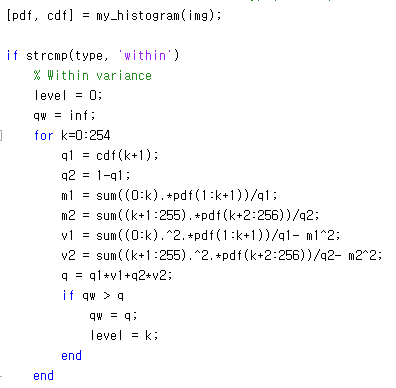 [pdf, cdf] = my_histogram(img);
if strcmp(type, 'within')
% Within variance
level = 0;
qw = inf;
for k=0:254
q1 = cdf(k+1);
q2 = 1-q1;
m1 = sum((0:k).*pdf(1:k+1))/q1;
m2 = sum((k+1:255).*pdf(k+2:256))/q2;
v1 = sum((0:k).^2.*pdf(1:k+1))/q1- m1^2;
v2 = sum((k+1:255).^2.*pdf(k+2:256))/q2- m2^2;
q = q1*v1+q2*v2;
if qw > q
qw = q;
level = k;
end
end